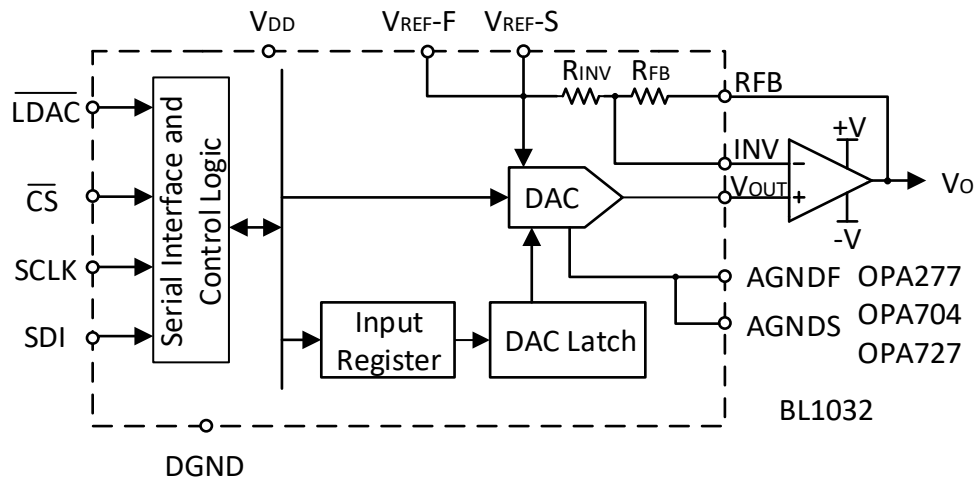 VDD
VREF-F
VREF-S
LDAC
CS
SCLK
SDI
Serial Interface and
Control Logic
RINV
RFB
RFB
INV
VOUT
DAC
+V
−
+
-V
VO
AGNDF
AGNDS
OPA277
OPA704
OPA727
Input
Register
DAC Latch
BL1032
DGND